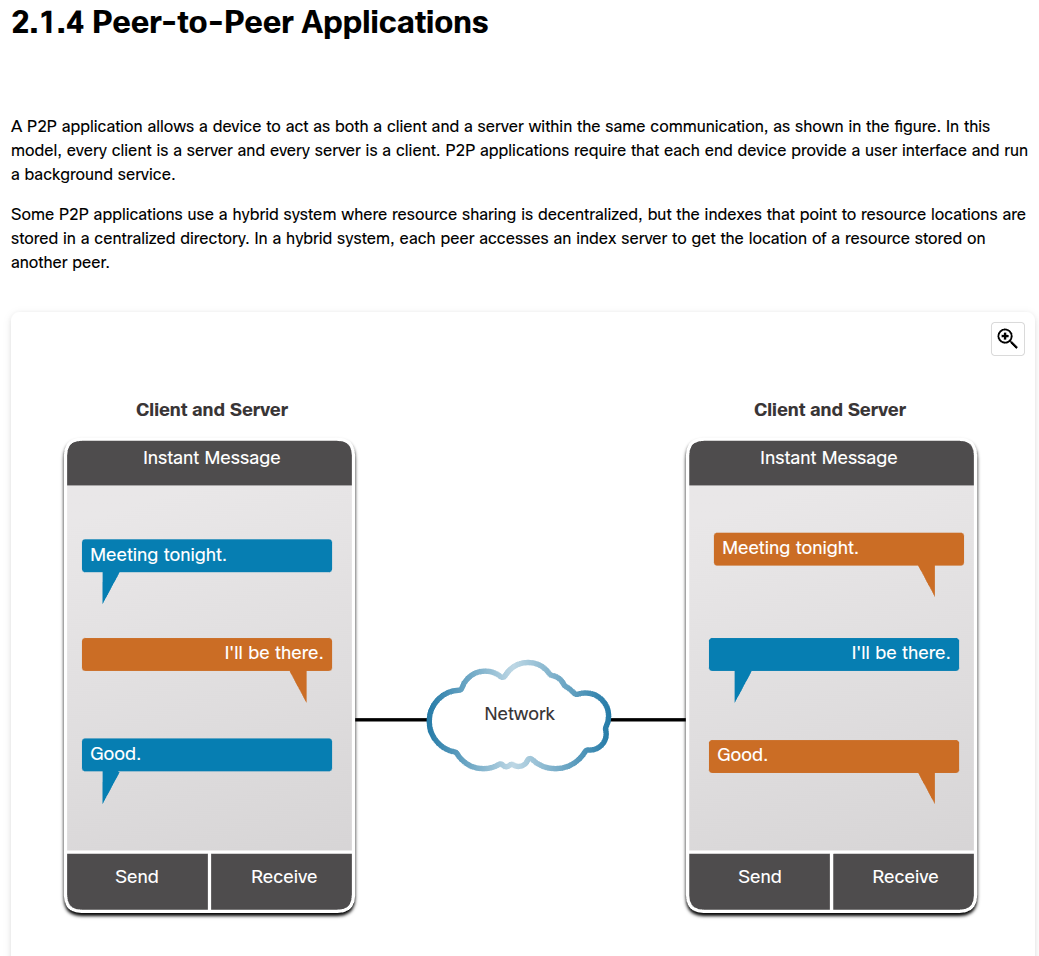 2.1.4 Peer-to-Peer Applications
A P2P application allows a device to act as both a client and a server within the same communication, as shown in the figure. In this
model, every client is a server and every server is a client. P2P applications require that each end device provide a user interface and run
a background service.
Some P2P applications use a hybrid system where resource sharing is decentralized, but the indexes that point to resource locations are
stored in a centralized directory. In a hybrid system, each peer accesses an index server to get the location of a resource stored on
another peer.
Client and Server
Instant Message
Meeting tonight.
I'll be there.
Good.
Send
Receive
Network
Client and Server
Instant Message
Meeting tonight.
I'll be there.
Good.
Send
Receive